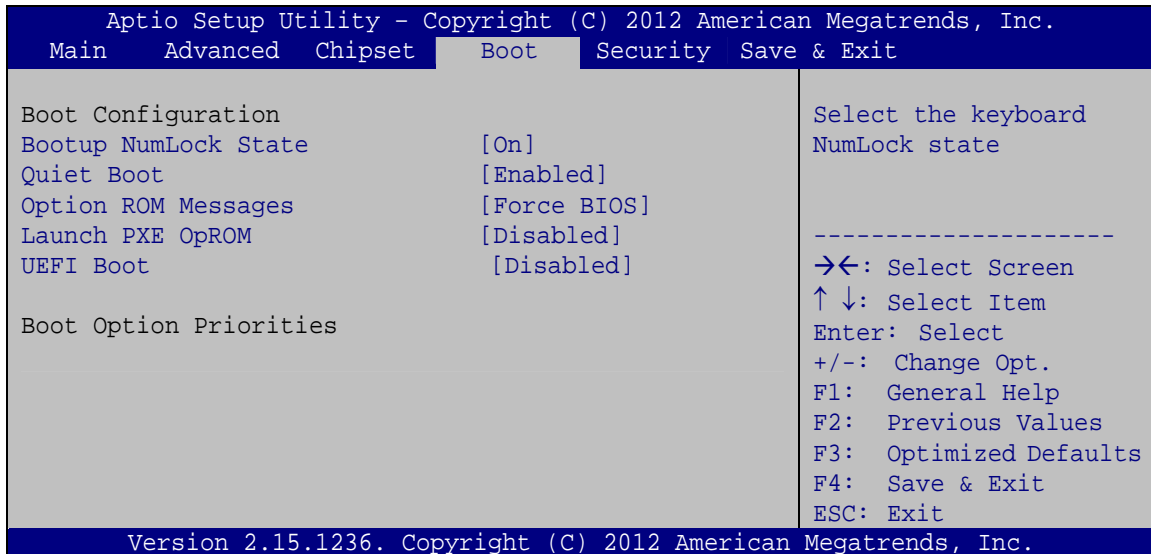 Aptio Setup Utility – Copyright (C) 2012 American Megatrends, Inc.
Main Advanced Chipset Boot Security Save & Exit
Boot Configuration
Bootup NumLock State [On]
Quiet Boot [Enabled]
Option ROM Messages [Force BIOS]
Launch PXE OpROM [Disabled]
UEFI Boot [Disabled]
Boot Option Priorities
Select the keyboard
NumLock state
---------------------
→←: Select Screen
↑ ↓: Select Item
Enter: Select
+/-: Change Opt.
F1: General Help
F2: Previous Values
F3: Optimized Defaults
F4: Save & Exit
ESC: Exit
Version 2.15.1236. Copyright (C) 2012 American Megatrends, Inc.